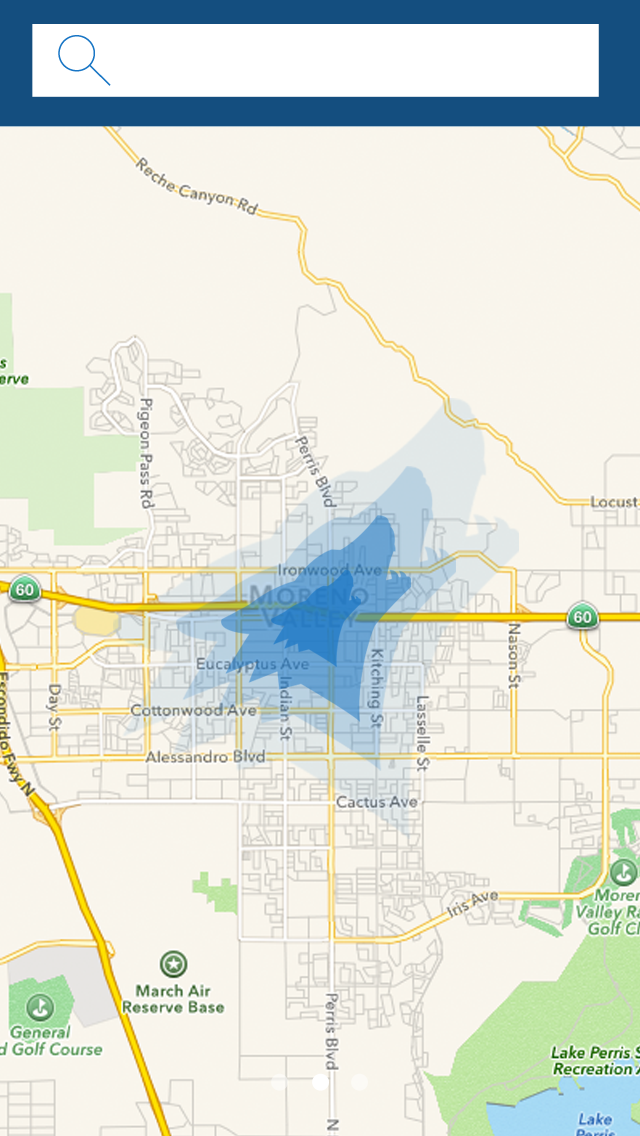 Reche Canyon Rd
s
erve
Pigeon Pass Rd
Perris Blvd
Locust
Ironwood Ave
60
MORENO
VALLEY
60
Eucalyptus Ave
Kitching St
Nason St
Day St
Indian St
Escondido Fwy N
Cottonwood Ave
Lasselle St
Alessandro Blvd
Cactus Ave
Iris Ave
Moren
Valley Ra
Golf Cl
March Air
Reserve Base
General
d Golf Course
Perris Blvd
Lake Perris S
Recreation A
Lake
Perris
N